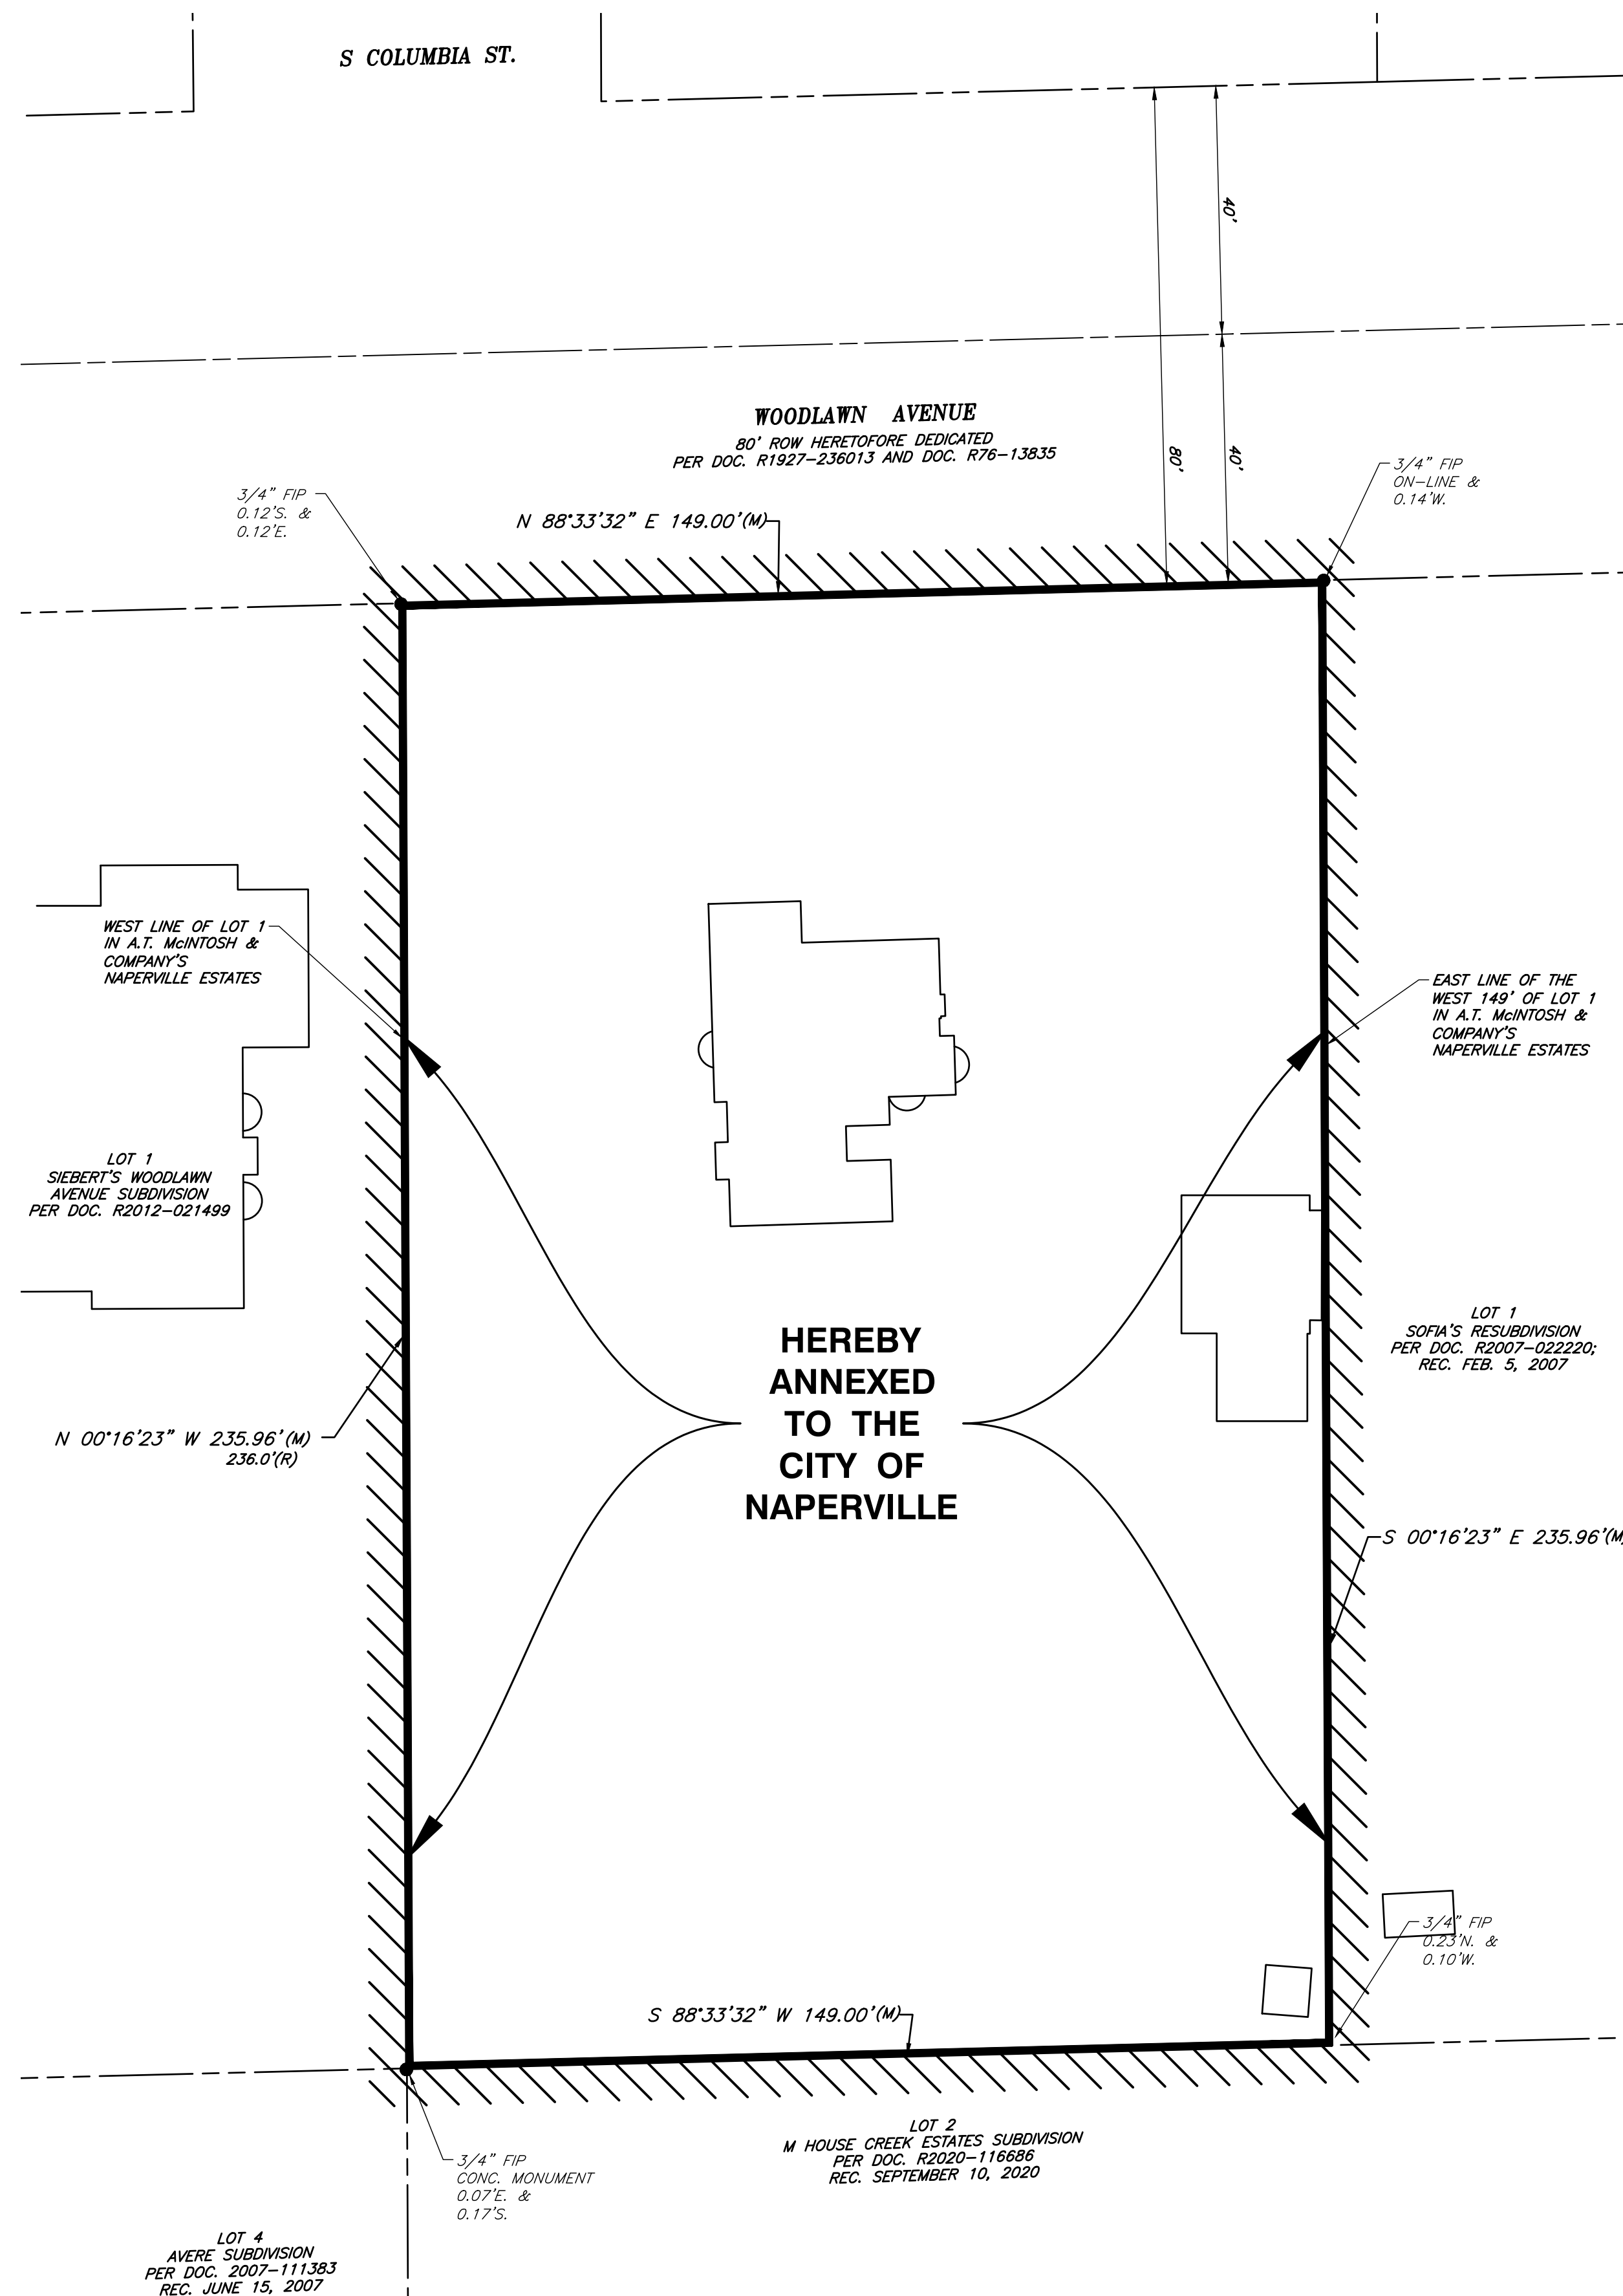 S COLUMBIA ST.
40'
WOODLAWN AVENUE
80' ROW HERETOFORE DEDICATED
PER DOC. R1927-236013 AND DOC. R76-13835
80'
40'
3/4" FIP
ON-LINE &
0.14'W.
3/4" FIP
0.12'S. &
0.12'E.
N 88°33'32" E 149.00'(M)
WEST LINE OF LOT 1
IN A.T. McINTOSH &
COMPANY'S
NAPERVILLE ESTATES
EAST LINE OF THE
WEST 149' OF LOT 1
IN A.T. McINTOSH &
COMPANY'S
NAPERVILLE ESTATES
LOT 1
SIEBERT'S WOODLAWN
AVENUE SUBDIVISION
PER DOC. R2012-021499
LOT 1
SOFIA'S RESUBDIVISION
PER DOC. R2007-022220;
REC. FEB. 5, 2007
HEREBY
ANNEXED
TO THE
CITY OF
NAPERVILLE
N 00°16'23" W 235.96'(M)
236.0'(R)
S 00°16'23" E 235.96'(M
3/4" FIP
0.23'N. &
0.10'W.
S 88°33'32" W 149.00'(M)
LOT 2
M HOUSE CREEK ESTATES SUBDIVISION
PER DOC. R2020-116686
REC. SEPTEMBER 10, 2020
3/4" FIP
CONC. MONUMENT
0.07'E. &
0.17'S.
LOT 4
AVERE SUBDIVISION
PER DOC. 2007-111383
REC. JUNE 15, 2007